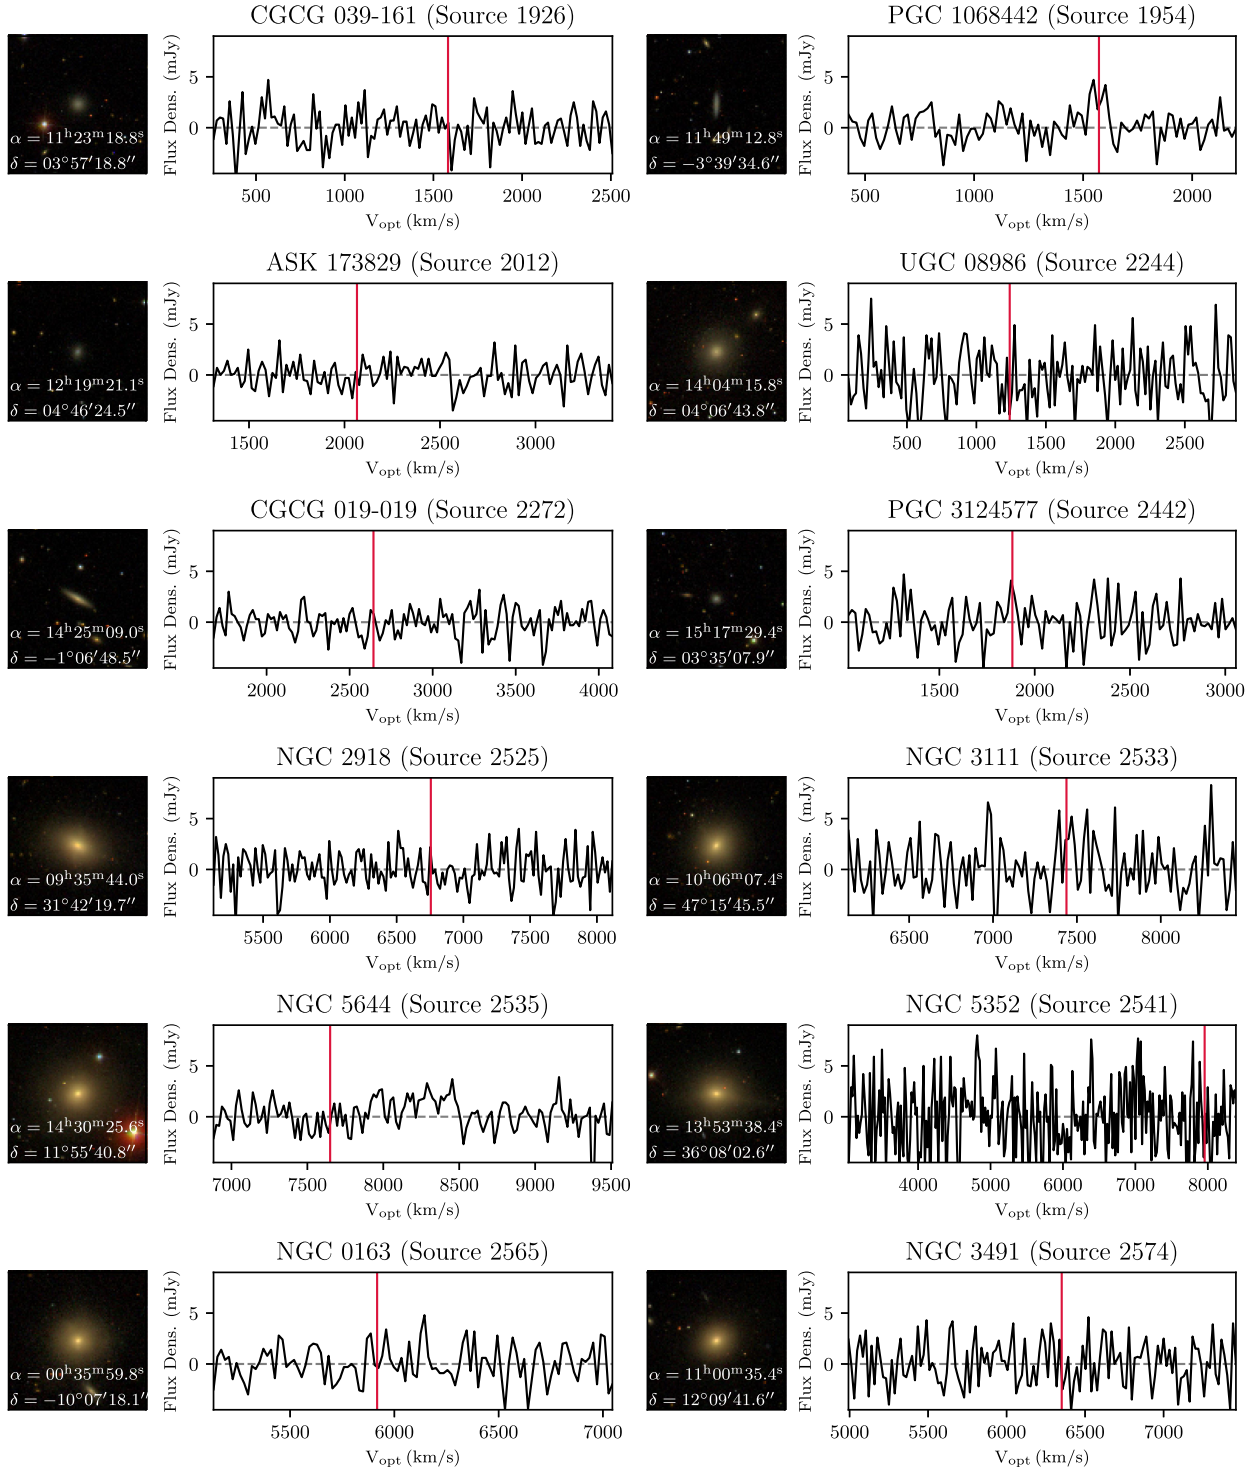 CGCG 039-161 (Source 1926)
Flux Dens. (mJy)
5
0
α = 11ʰ23ᵐ18.8ˢ
δ = 03°57′18.8″
500 1000 1500 2000 2500
V_opt (km/s)
PGC 1068442 (Source 1954)
Flux Dens. (mJy)
5
0
α = 11ʰ49ᵐ12.8ˢ
δ = −3°39′34.6″
500 1000 1500 2000
V_opt (km/s)
ASK 173829 (Source 2012)
Flux Dens. (mJy)
5
0
α = 12ʰ19ᵐ21.1ˢ
δ = 04°46′24.5″
1500 2000 2500 3000
V_opt (km/s)
UGC 08986 (Source 2244)
Flux Dens. (mJy)
5
0
α = 14ʰ04ᵐ15.8ˢ
δ = 04°06′43.8″
500 1000 1500 2000 2500
V_opt (km/s)
CGCG 019-019 (Source 2272)
Flux Dens. (mJy)
5
0
α = 14ʰ25ᵐ09.0ˢ
δ = −1°06′48.5″
2000 2500 3000 3500 4000
V_opt (km/s)
PGC 3124577 (Source 2442)
Flux Dens. (mJy)
5
0
α = 15ʰ17ᵐ29.4ˢ
δ = 03°35′07.9″
1500 2000 2500 3000
V_opt (km/s)
NGC 2918 (Source 2525)
Flux Dens. (mJy)
5
0
α = 09ʰ35ᵐ44.0ˢ
δ = 31°42′19.7″
5500 6000 6500 7000 7500 8000
V_opt (km/s)
NGC 3111 (Source 2533)
Flux Dens. (mJy)
5
0
α = 10ʰ06ᵐ07.4ˢ
δ = 47°15′45.5″
6500 7000 7500 8000
V_opt (km/s)
NGC 5644 (Source 2535)
Flux Dens. (mJy)
5
0
α = 14ʰ30ᵐ25.6ˢ
δ = 11°55′40.8″
7000 7500 8000 8500 9000 9500
V_opt (km/s)
NGC 5352 (Source 2541)
Flux Dens. (mJy)
5
0
α = 13ʰ53ᵐ38.4ˢ
δ = 36°08′02.6″
4000 5000 6000 7000 8000
V_opt (km/s)
NGC 0163 (Source 2565)
Flux Dens. (mJy)
5
0
α = 00ʰ35ᵐ59.8ˢ
δ = −10°07′18.1″
5500 6000 6500 7000
V_opt (km/s)
NGC 3491 (Source 2574)
Flux Dens. (mJy)
5
0
α = 11ʰ00ᵐ35.4ˢ
δ = 12°09′41.6″
5000 5500 6000 6500 7000
V_opt (km/s)